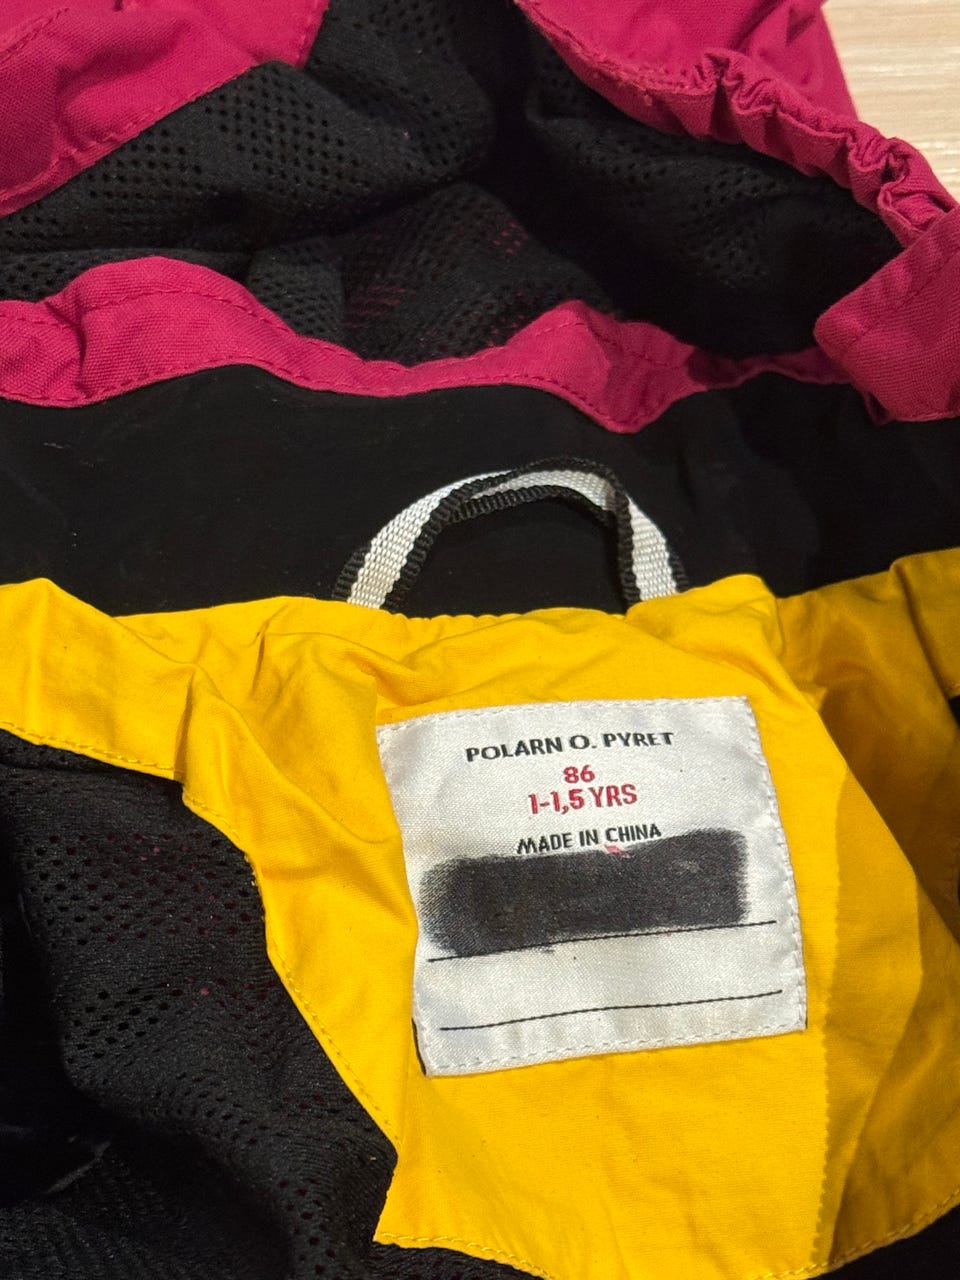 POLARN O. PYRET
86
1-1,5 YRS
MADE IN CHINA